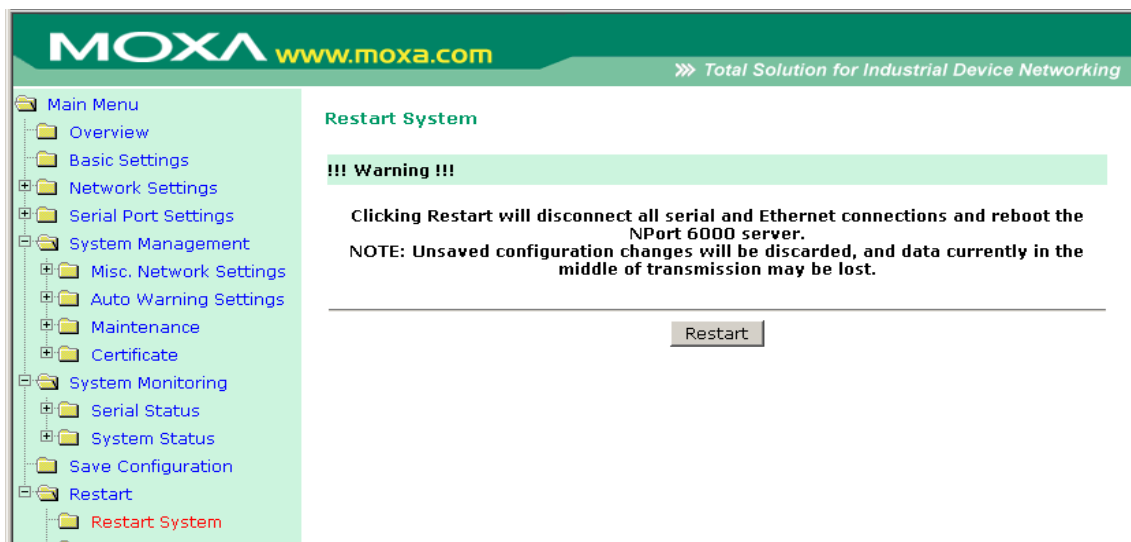 MOXA www.moxa.com
Total Solution for Industrial Device Networking
Main Menu
Overview
Basic Settings
Network Settings
Serial Port Settings
System Management
Misc. Network Settings
Auto Warning Settings
Maintenance
Certificate
System Monitoring
Serial Status
System Status
Save Configuration
Restart
Restart System
Restart System
!!! Warning !!!
Clicking Restart will disconnect all serial and Ethernet connections and reboot the
NPort 6000 server.
NOTE: Unsaved configuration changes will be discarded, and data currently in the
middle of transmission may be lost.
Restart